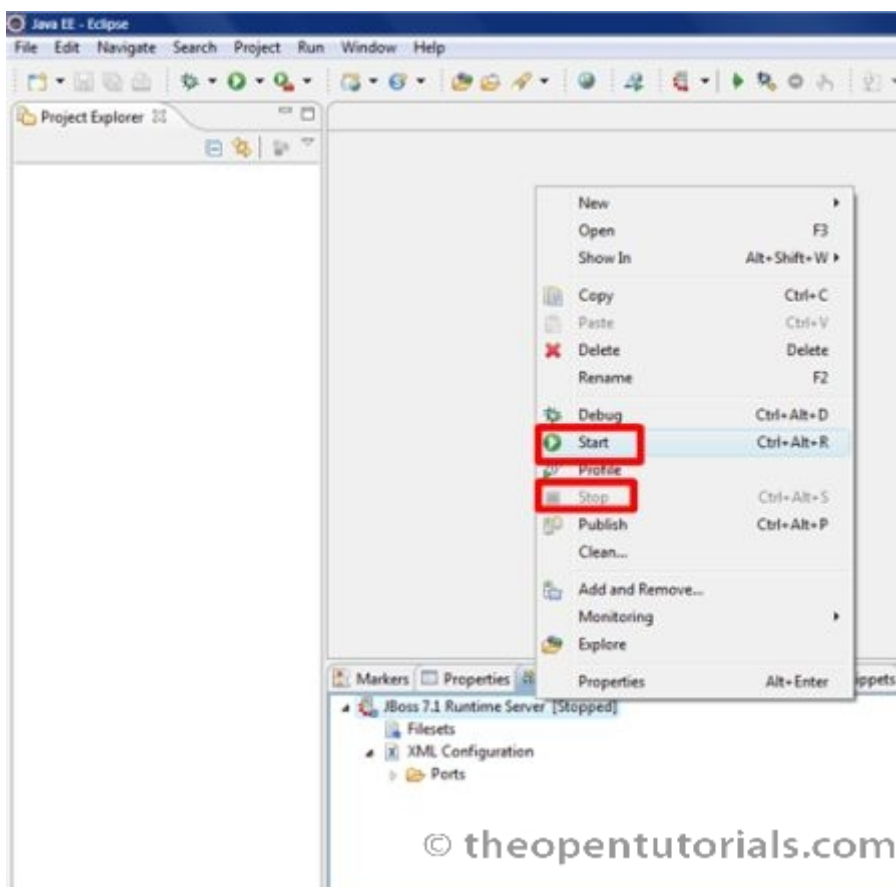 Java EE - Eclipse
File Edit Navigate Search Project Run Window Help
Project Explorer
New
Open F3
Show In Alt+Shift+W
Copy Ctrl+C
Paste Ctrl+V
Delete Delete
Rename F2
Debug Ctrl+Alt+D
Start Ctrl+Alt+R
Profile
Stop Ctrl+Alt+S
Publish Ctrl+Alt+P
Clean...
Add and Remove...
Monitoring
Explore
Properties Alt+Enter
Markers Properties ippets
JBoss 7.1 Runtime Server [Stopped]
Filesets
XML Configuration
Ports
© theopentutorials.com